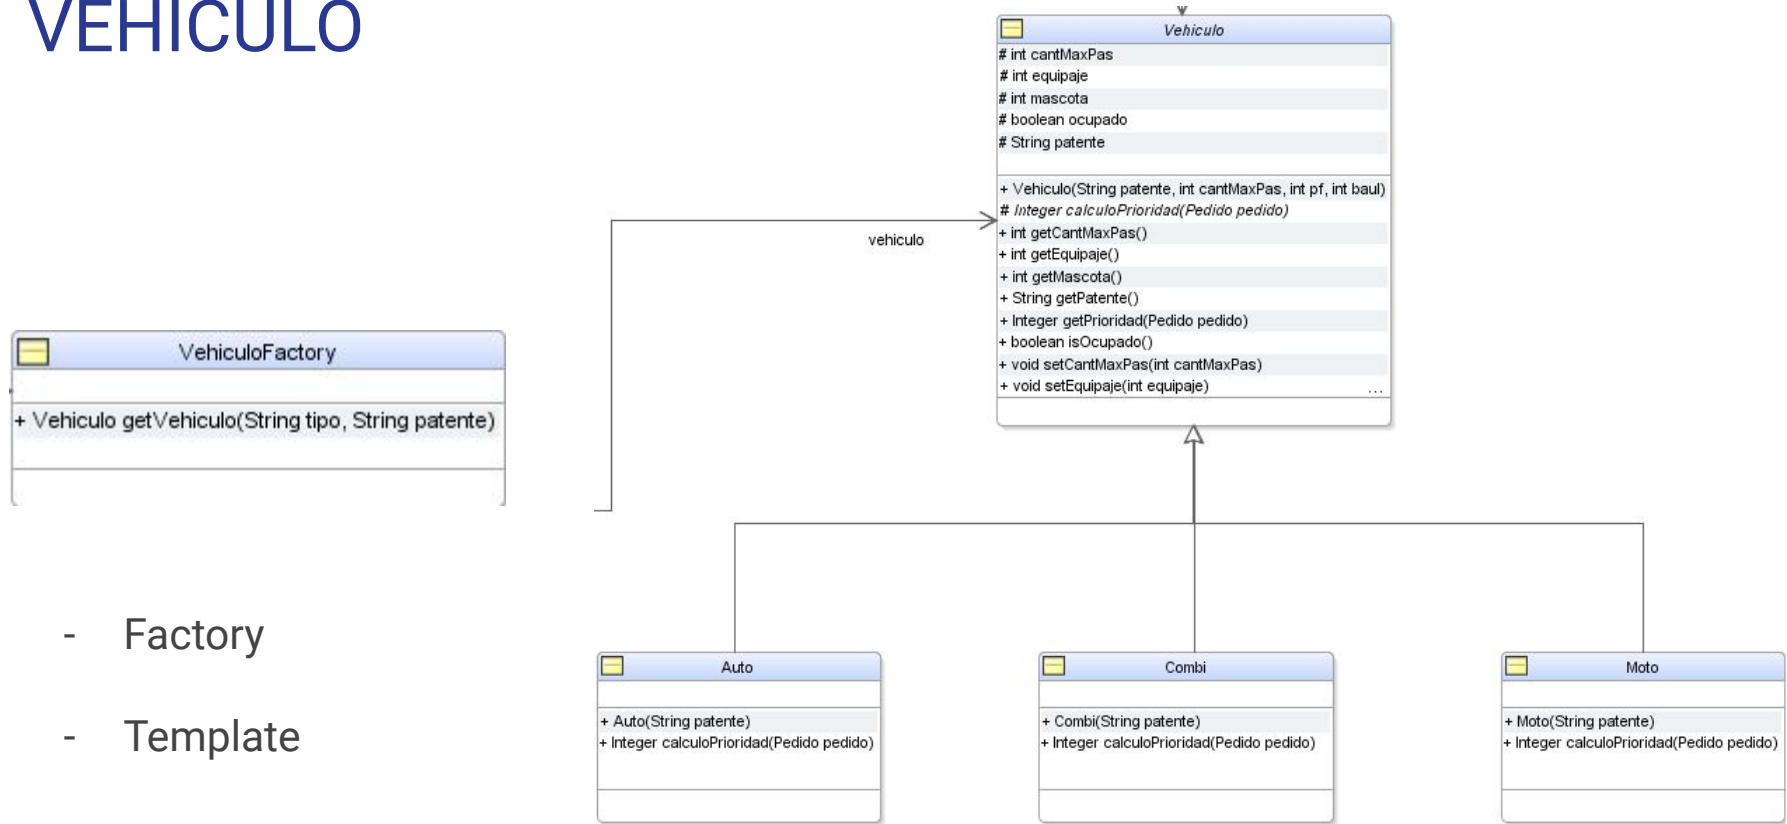 VEHICULO
Vehiculo
# int cantMaxPas
# int equipaje
# int mascota
# boolean ocupado
# String patente
+ Vehiculo(String patente, int cantMaxPas, int pf, int baul)
# Integer calculoPrioridad(Pedido pedido)
+ int getCantMaxPas()
+ int getEquipaje()
+ int getMascota()
+ String getPatente()
+ Integer getPrioridad(Pedido pedido)
+ boolean isOcupado()
+ void setCantMaxPas(int cantMaxPas)
+ void setEquipaje(int equipaje) ...
vehiculo
VehiculoFactory
+ Vehiculo getVehiculo(String tipo, String patente)
- Factory
- Template
Auto
+ Auto(String patente)
+ Integer calculoPrioridad(Pedido pedido)
Combi
+ Combi(String patente)
+ Integer calculoPrioridad(Pedido pedido)
Moto
+ Moto(String patente)
+ Integer calculoPrioridad(Pedido pedido)